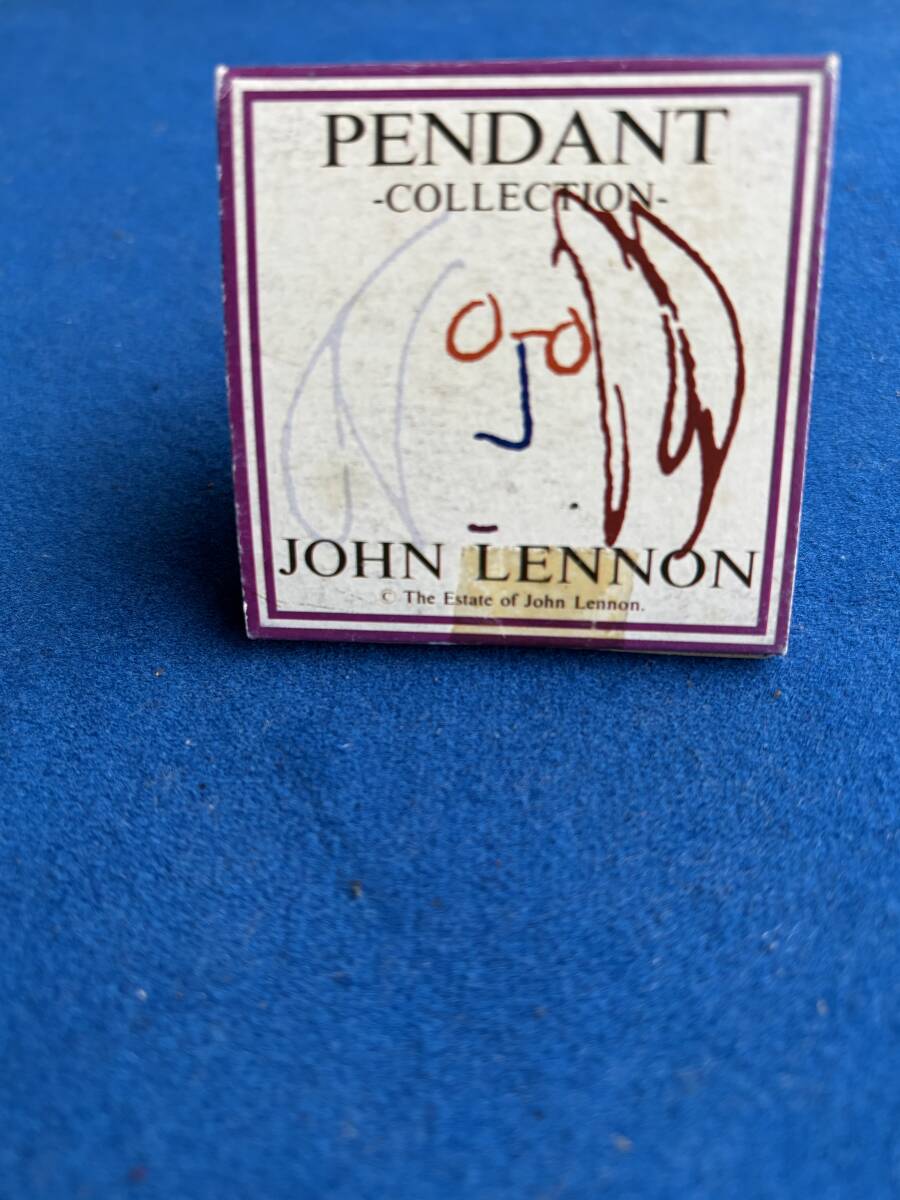 PENDANT
-COLLECTION-
JOHN LENNON
© The Estate of John Lennon.